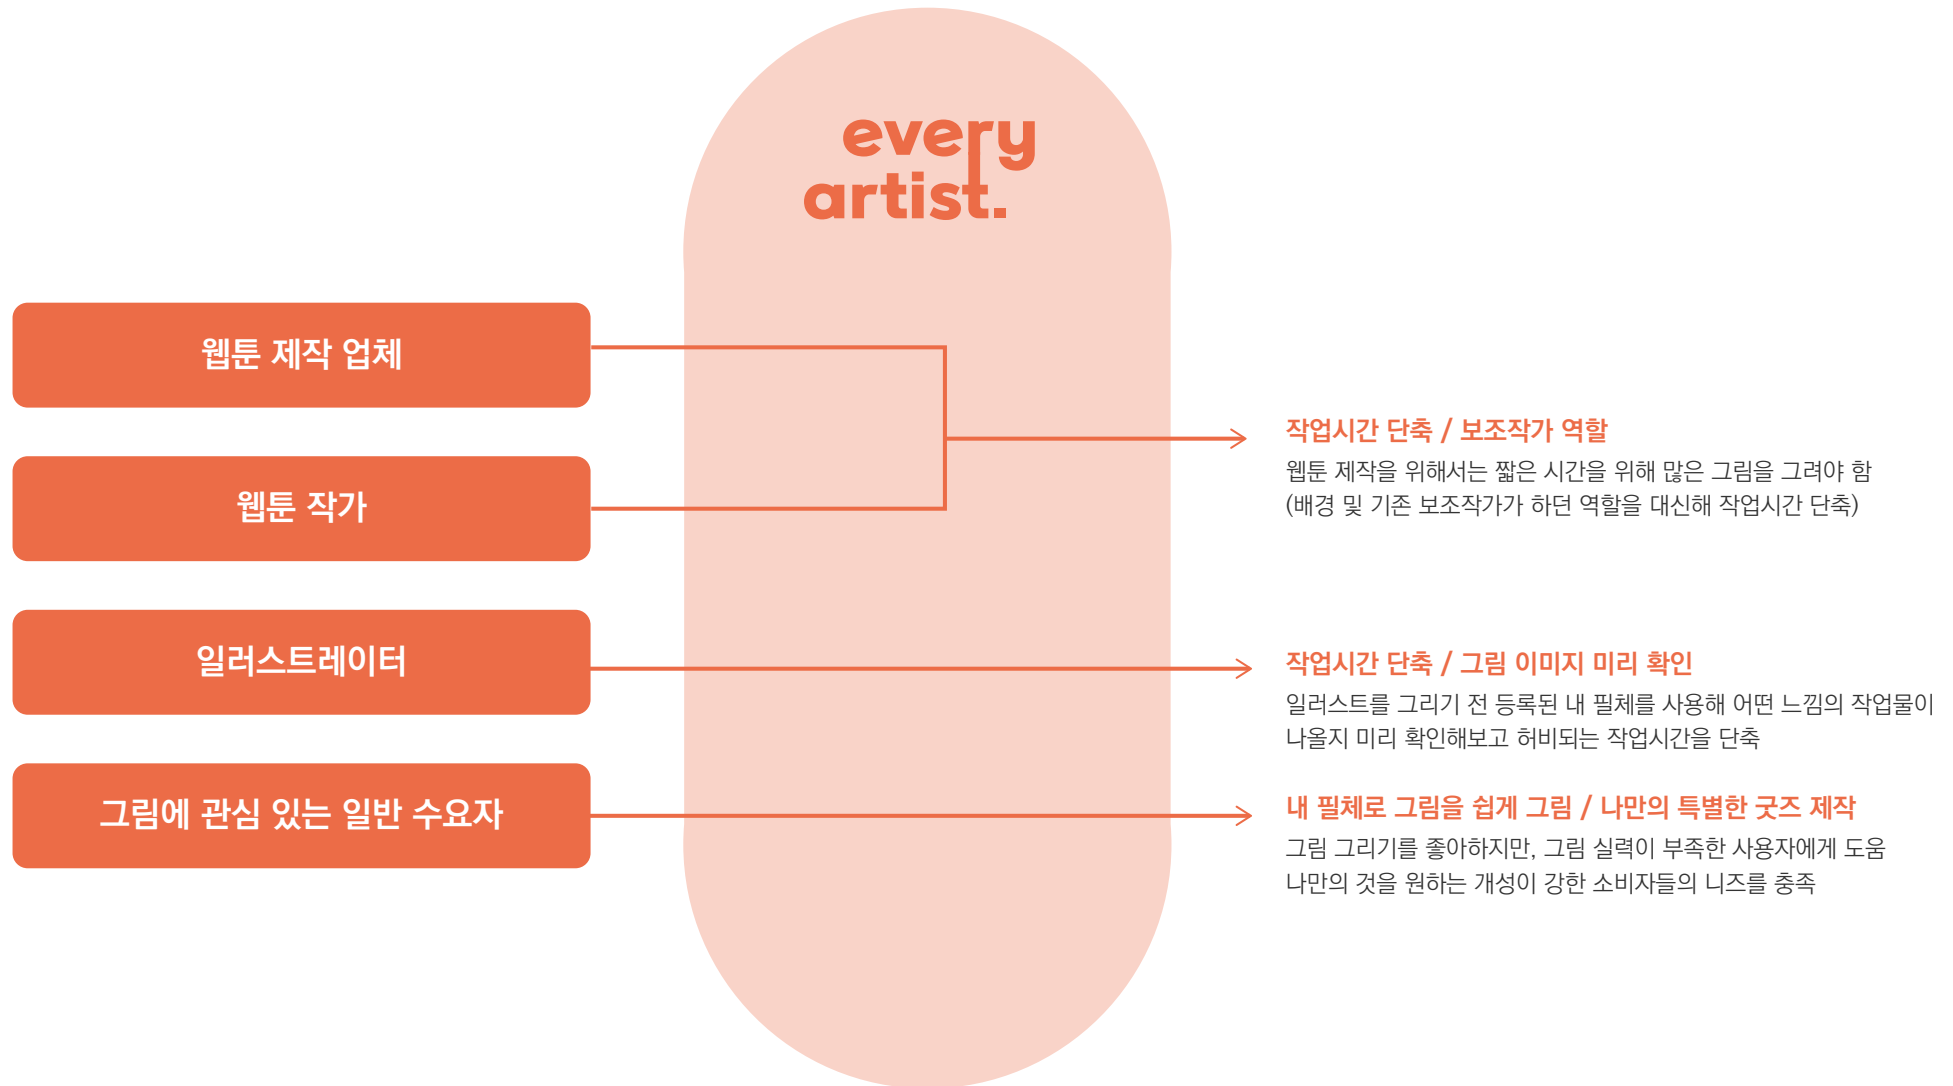 every
artist.
웹툰 제작 업체
웹툰 작가
일러스트레이터
그림에 관심 있는 일반 수요자
작업시간 단축 / 보조작가 역할
웹툰 제작을 위해서는 짧은 시간을 위해 많은 그림을 그려야 함
(배경 및 기존 보조작가가 하던 역할을 대신해 작업시간 단축)
작업시간 단축 / 그림 이미지 미리 확인
일러스트를 그리기 전 등록된 내 필체를 사용해 어떤 느낌의 작업물이
나올지 미리 확인해보고 허비되는 작업시간을 단축
내 필체로 그림을 쉽게 그림 / 나만의 특별한 굿즈 제작
그림 그리기를 좋아하지만, 그림 실력이 부족한 사용자에게 도움
나만의 것을 원하는 개성이 강한 소비자들의 니즈를 충족